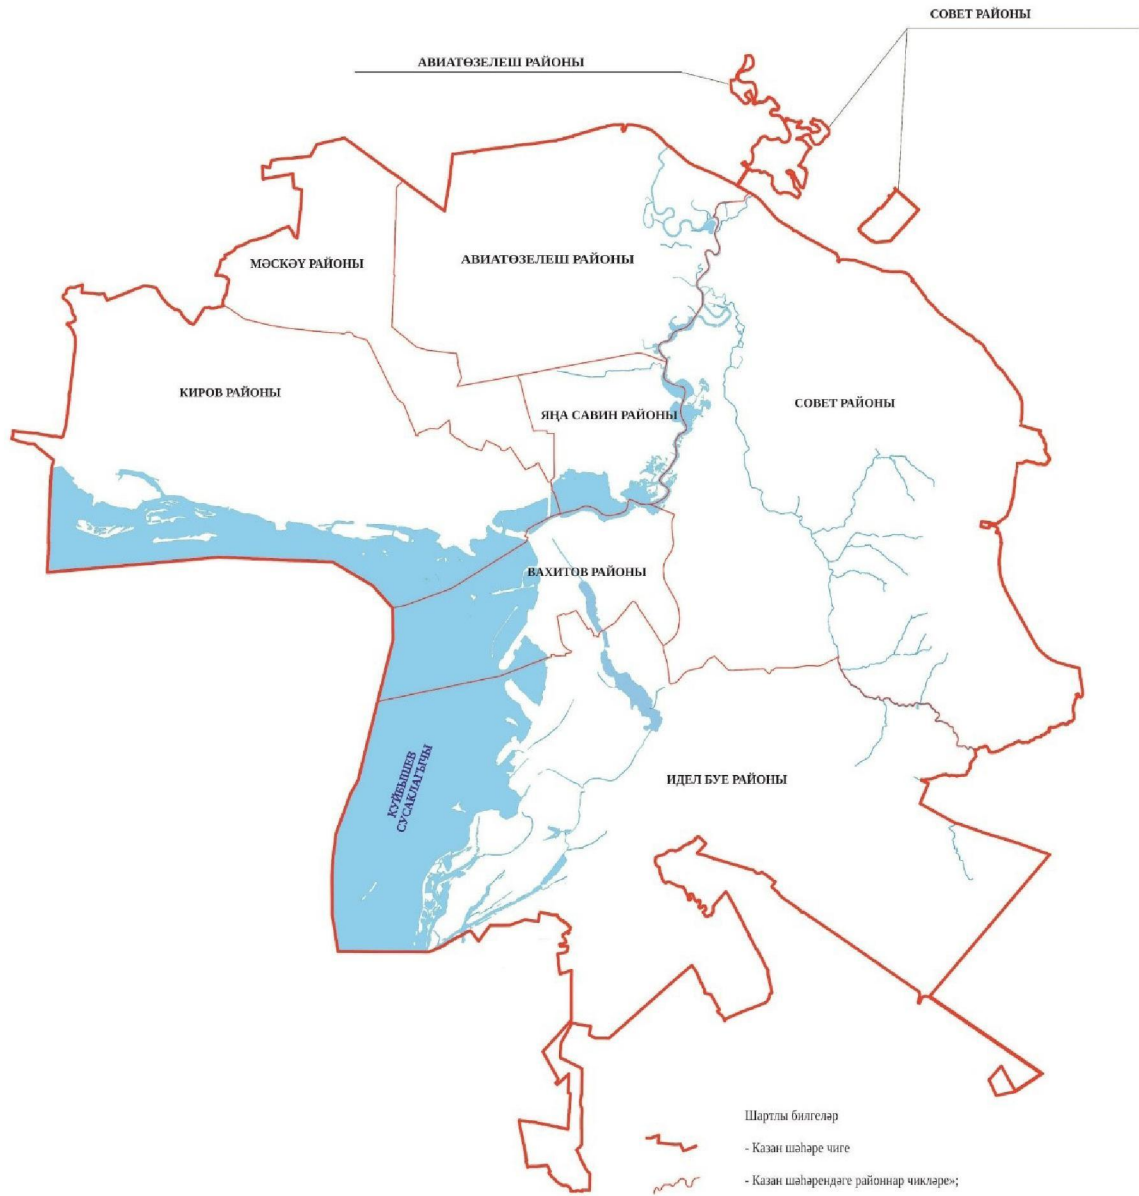 СОВЕТ РАЙОНЫ
АВИАТӨЗЕЛЕШ РАЙОНЫ
МӘСКӘҮ РАЙОНЫ
АВИАТӨЗЕЛЕШ РАЙОНЫ
КИРОВ РАЙОНЫ
ЯҢА САВИН РАЙОНЫ
СОВЕТ РАЙОНЫ
ВАХИТОВ РАЙОНЫ
КУЙБЫШЕВ
СУСАКЛАГЫЧЫ
ИДЕЛ БУЕ РАЙОНЫ
Шартлы билгеләр
- Казан шәһәре чиге
- Казан шәһәрендәге районнар чикләре»;